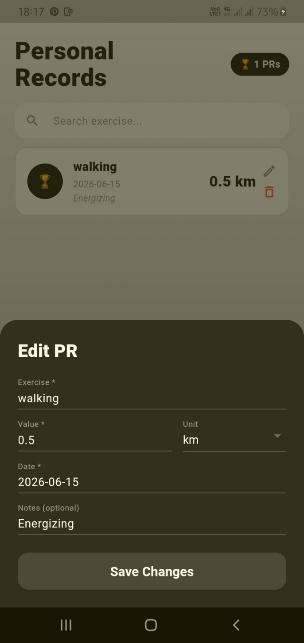 18:17
73%
Personal
Records
🏆 1 PRs
Search exercise...
walking
2026-06-15
Energizing
0.5 km
Edit PR
Exercise *
walking
Value *
0.5
Unit
km
Date *
2026-06-15
Notes (optional)
Energizing
Save Changes